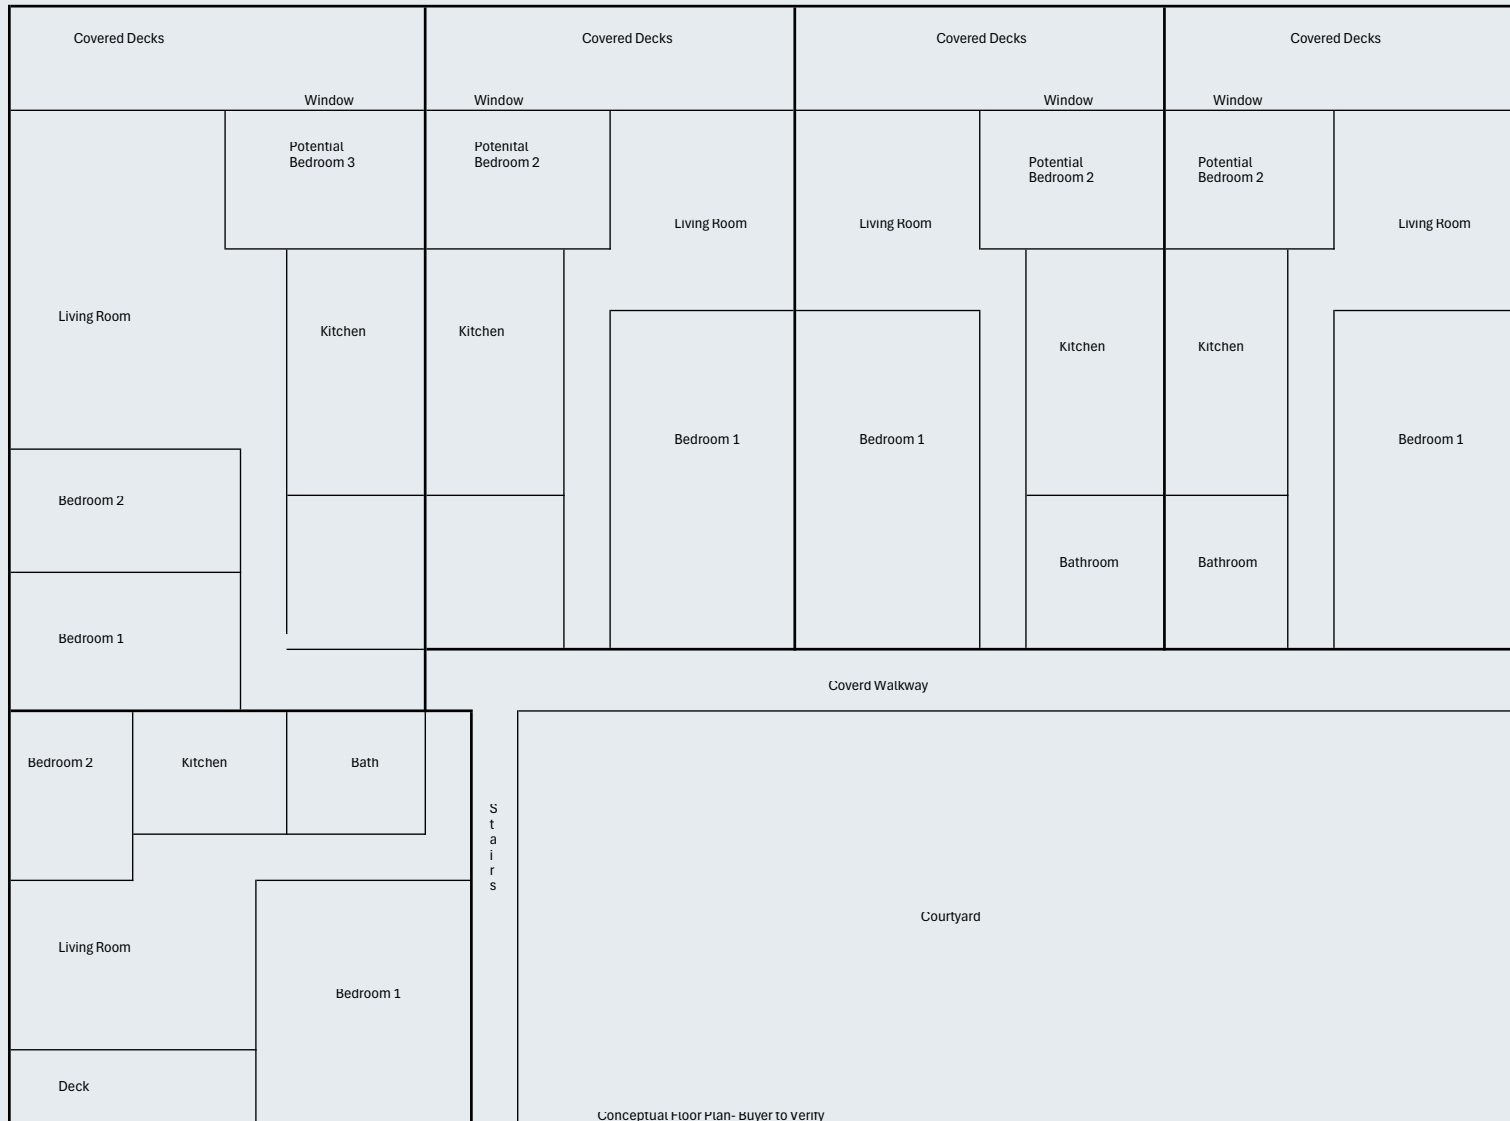 Covered Decks
Covered Decks
Covered Decks
Covered Decks
Window
Window
Window
Window
Potential
Bedroom 3
Potenital
Bedroom 2
Potential
Bedroom 2
Potential
Bedroom 2
Living Room
Living Room
Living Room
Living Room
Kitchen
Kitchen
Kitchen
Kitchen
Bedroom 1
Bedroom 1
Bedroom 1
Bedroom 2
Bathroom
Bathroom
Bedroom 1
Coverd Walkway
Bedroom 2
Kitchen
Bath
Stairs
Courtyard
Living Room
Bedroom 1
Deck
Conceptual Floor Plan- Buyer to Verify